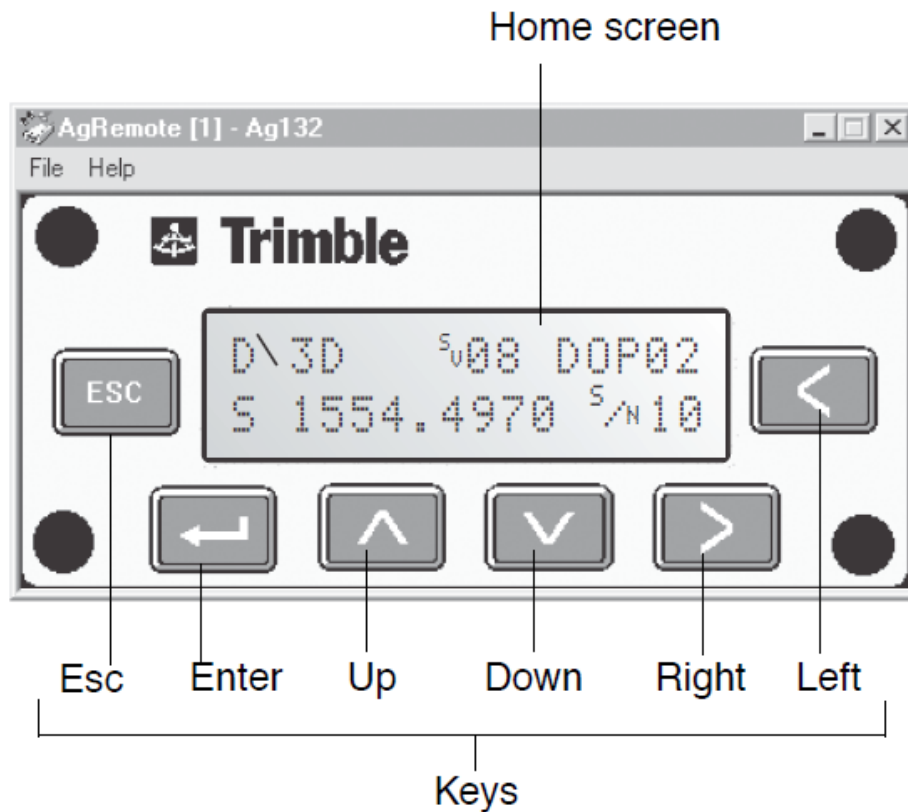 Home screen
AgRemote [1] - Ag132
File Help
Trimble
D\3D SV08 DOP02
ESC
S 1554.4970 S/N10
Esc Enter Up Down Right Left
Keys